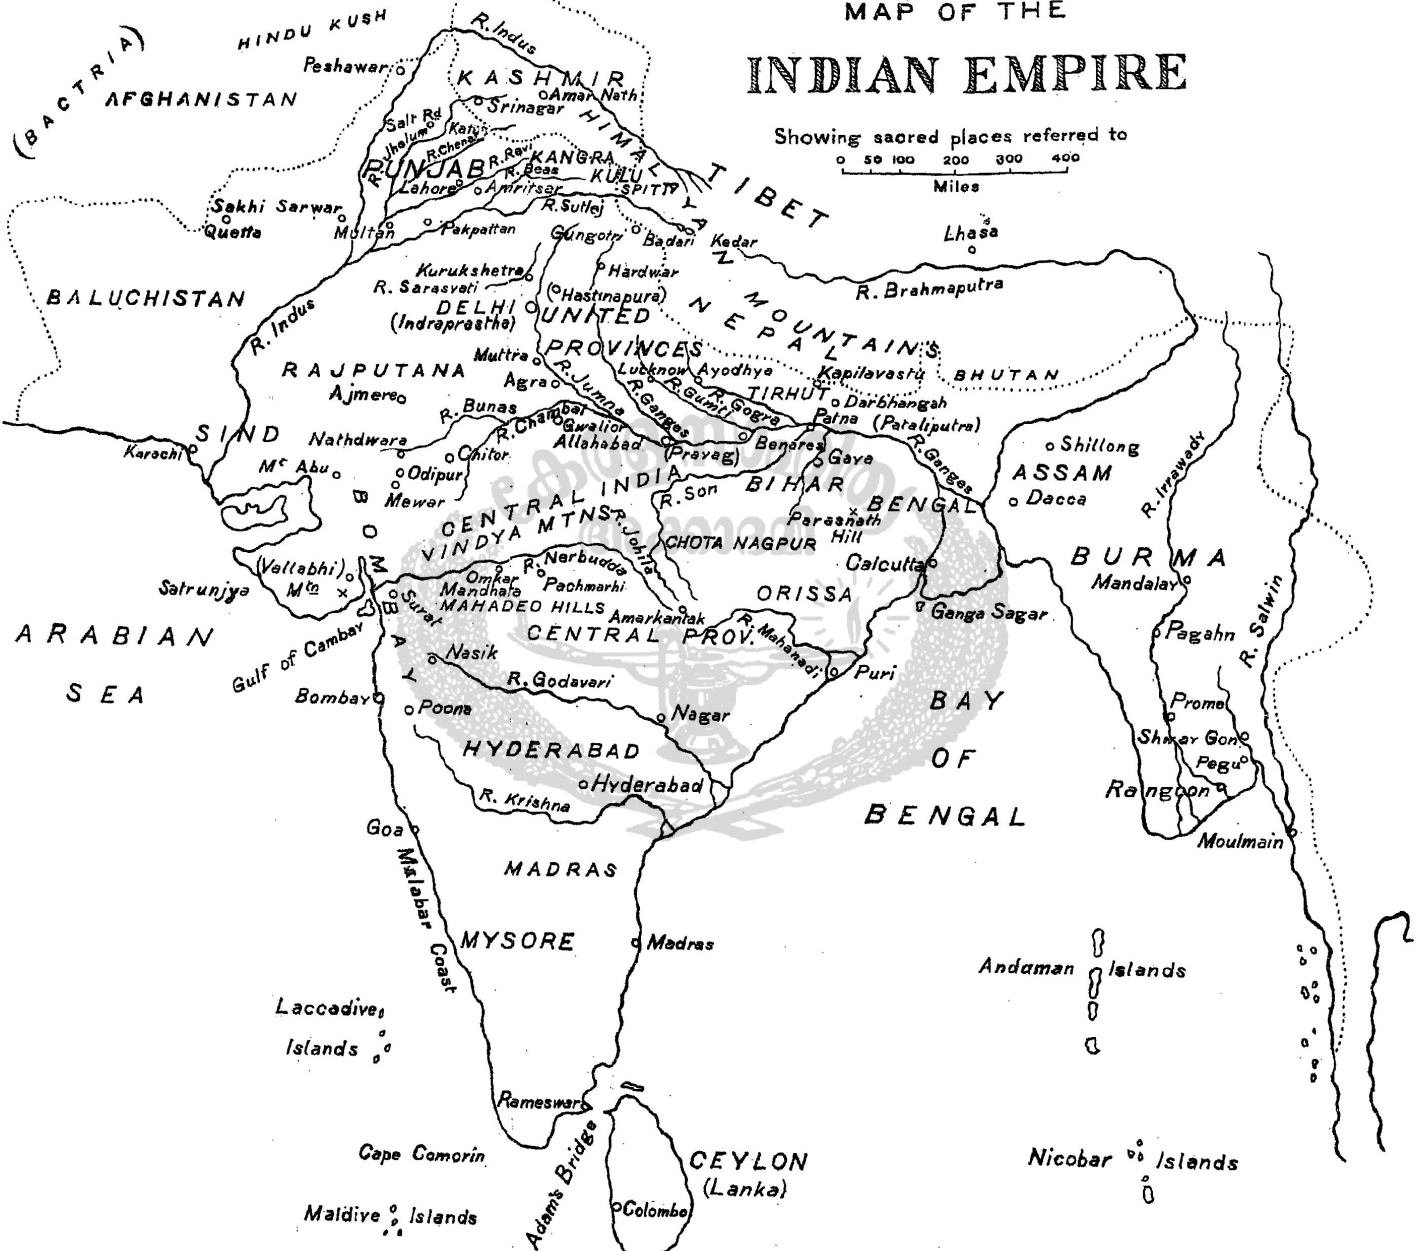 MAP OF THE
INDIAN EMPIRE
Showing sacred places referred to
0 50 100 200 300 400
Miles
(BACTRIA)
HINDU KUSH
R. Indus
Peshawar
AFGHANISTAN
KASHMIR
Amar Nath
Srinagar
HIMALAYAN MOUNTAINS
Salt Rd
R. Jhelum
R. Chenab
PUNJAB
R. Ravi
KANGRA
R. Beas
KULU
SPITTY
TIBET
Lahore
Amritsar
R. Sutlej
Sakhi Sarwar
Quetta
Multan
Pakpattan
Gungotri
Badari
Kedar
Lhasa
Kurukshetra
Hardwar
R. Sarasvati
(Hastinapura)
R. Brahmaputra
BALUCHISTAN
DELHI
(Indraprastha)
UNITED
PROVINCES
NEPAL
R. Indus
Muttra
RAJPUTANA
Ajmere
Agra
R. Jumna
Lucknow
Ayodhya
Kapilavastu
BHUTAN
R. Ganges
R. Gumti
R. Gogra
TIRHUT
Darbhangah
R. Bunas
R. Chambal
Gwalior
Patna (Pataliputra)
SIND
Nathdwara
Allahabad
(Prayag)
Benares
R. Ganges
Karachi
Chitor
Gaya
Shillong
Mt Abu
Odipur
Mewar
ASSAM
Dacca
R. Irrawady
CENTRAL INDIA
R. Son
BIHAR
BENGAL
VINDYA MTNS
R. Johila
Parasnath
Hill
CHOTA NAGPUR
BURMA
(Vallabhi)
R. Nerbudda
Calcutta
Mandalay
Satrunjya
Mtn
Omkar
Mandhata
Pachmarhi
ORISSA
R. Salwin
Surat
MAHADEO HILLS
Amarkantak
Ganga Sagar
ARABIAN
SEA
Gulf of Cambay
CENTRAL PROV.
R. Mahanadi
Pagahn
BOMBAY
Nasik
Puri
R. Godavari
Bombay
Poona
Nagar
BAY
OF
BENGAL
Prome
HYDERABAD
Hyderabad
Pegu
R. Krishna
Rangoon
Goa
Moulmain
Malabar Coast
MADRAS
MYSORE
Madras
Andaman Islands
Laccadive
Islands
Rameswar
Cape Comorin
Adam's Bridge
CEYLON
(Lanka)
Nicobar Islands
Maldive Islands
Colombo